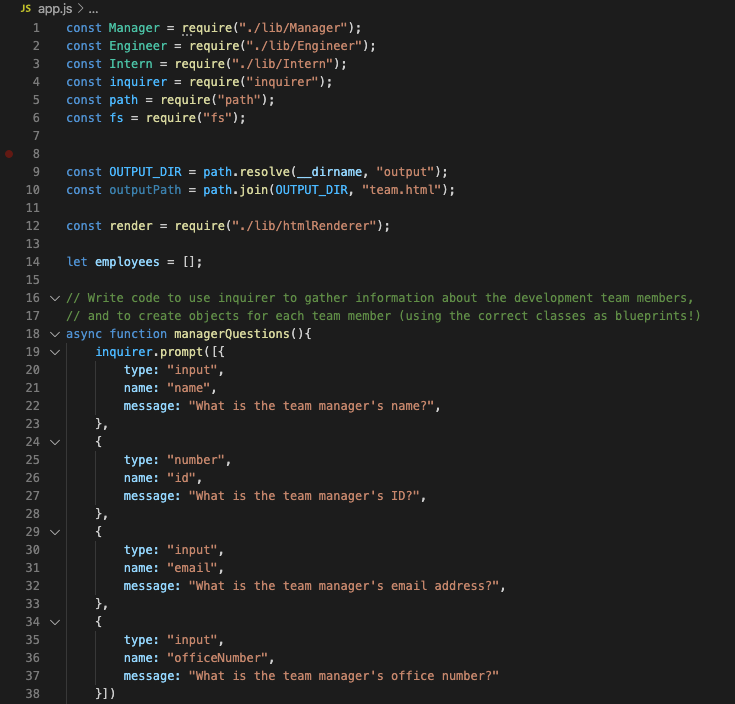 JS app.js > ...
1 const Manager = require("./lib/Manager");
2 const Engineer = require("./lib/Engineer");
3 const Intern = require("./lib/Intern");
4 const inquirer = require("inquirer");
5 const path = require("path");
6 const fs = require("fs");
7
8
9 const OUTPUT_DIR = path.resolve(__dirname, "output");
10 const outputPath = path.join(OUTPUT_DIR, "team.html");
11
12 const render = require("./lib/htmlRenderer");
13
14 let employees = [];
15
16 // Write code to use inquirer to gather information about the development team members,
17 // and to create objects for each team member (using the correct classes as blueprints!)
18 async function managerQuestions(){
19     inquirer.prompt([{
20         type: "input",
21         name: "name",
22         message: "What is the team manager's name?",
23     },
24     {
25         type: "number",
26         name: "id",
27         message: "What is the team manager's ID?",
28     },
29     {
30         type: "input",
31         name: "email",
32         message: "What is the team manager's email address?",
33     },
34     {
35         type: "input",
36         name: "officeNumber",
37         message: "What is the team manager's office number?"
38     }])